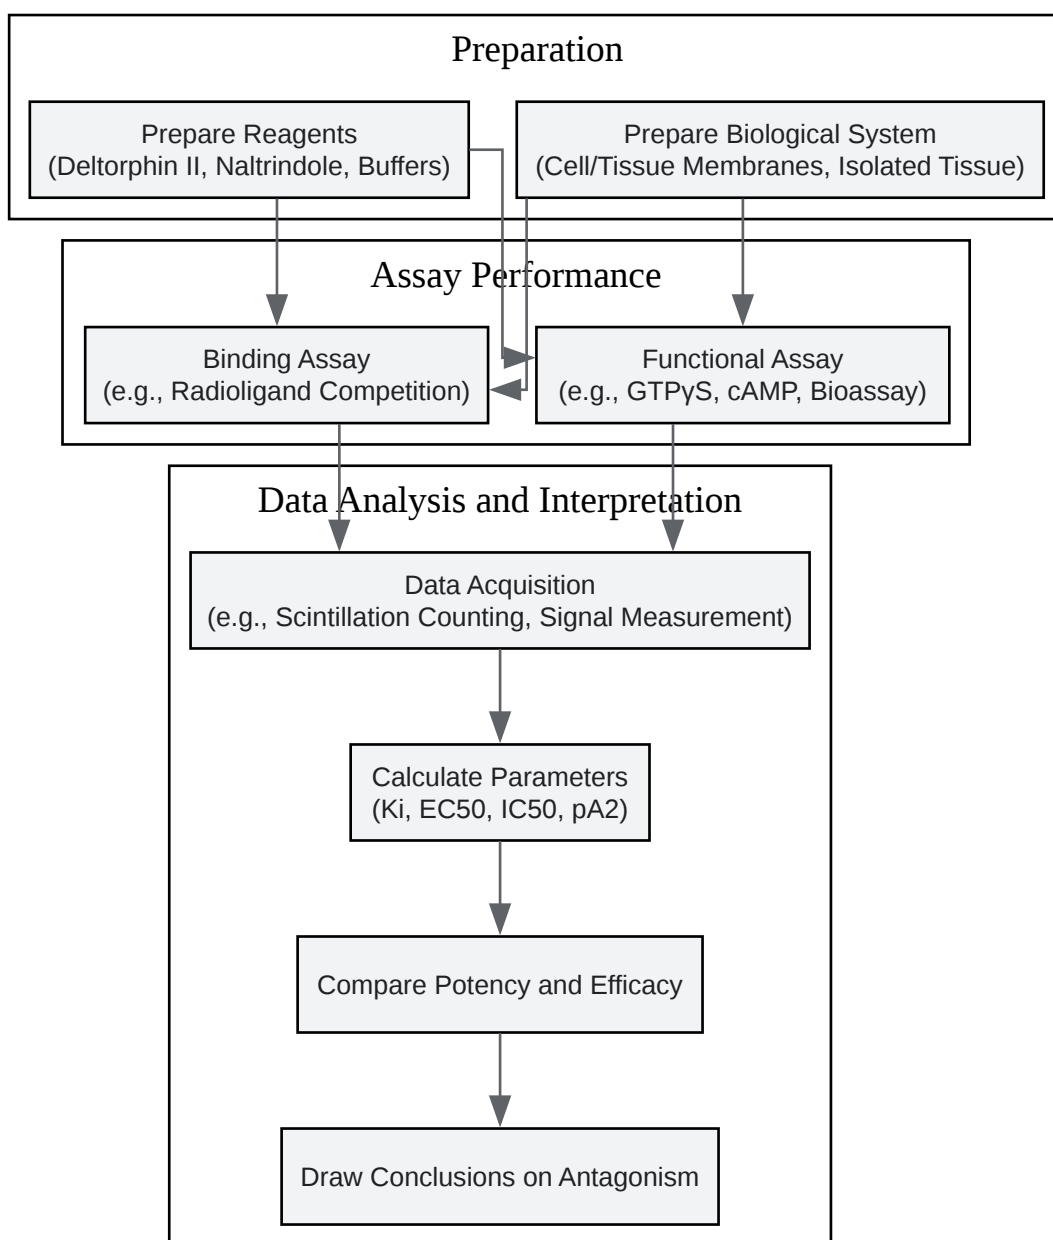 Preparation
Prepare Reagents
(Deltorphin II, Naltrindole, Buffers)
Prepare Biological System
(Cell/Tissue Membranes, Isolated Tissue)
Assay Performance
Binding Assay
(e.g., Radioligand Competition)
Functional Assay
(e.g., GTPγS, cAMP, Bioassay)
Data Analysis and Interpretation
Data Acquisition
(e.g., Scintillation Counting, Signal Measurement)
Calculate Parameters
(Ki, EC50, IC50, pA2)
Compare Potency and Efficacy
Draw Conclusions on Antagonism